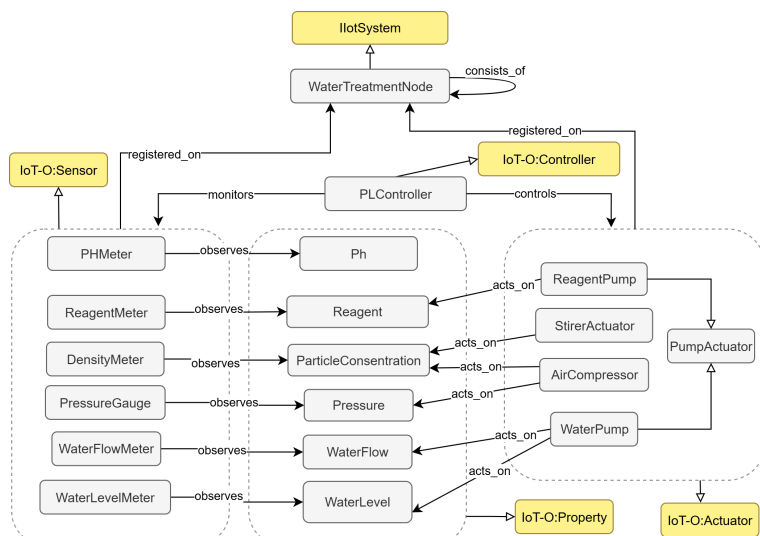 IIotSystem
consists_of
WaterTreatmentNode
registered_on
registered_on
IoT-O:Sensor
IoT-O:Controller
monitors
PLController
controls
PHMeter
observes
Ph
ReagentPump
acts_on
ReagentMeter
observes
Reagent
StirerActuator
acts_on
PumpActuator
DensityMeter
observes
ParticleConsentration
acts_on
AirCompressor
PressureGauge
observes
Pressure
acts_on
WaterPump
acts_on
WaterFlowMeter
observes
WaterFlow
acts_on
WaterLevelMeter
observes
WaterLevel
IoT-O:Property
IoT-O:Actuator